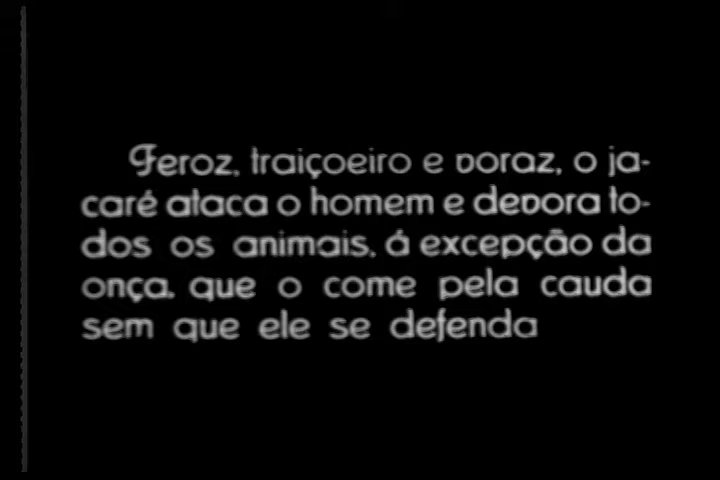 Feroz, traiçoeiro e voraz, o ja-
caré ataca o homem e devora to-
dos os animais, á excepção da
onça, que o come pela cauda
sem que ele se defenda